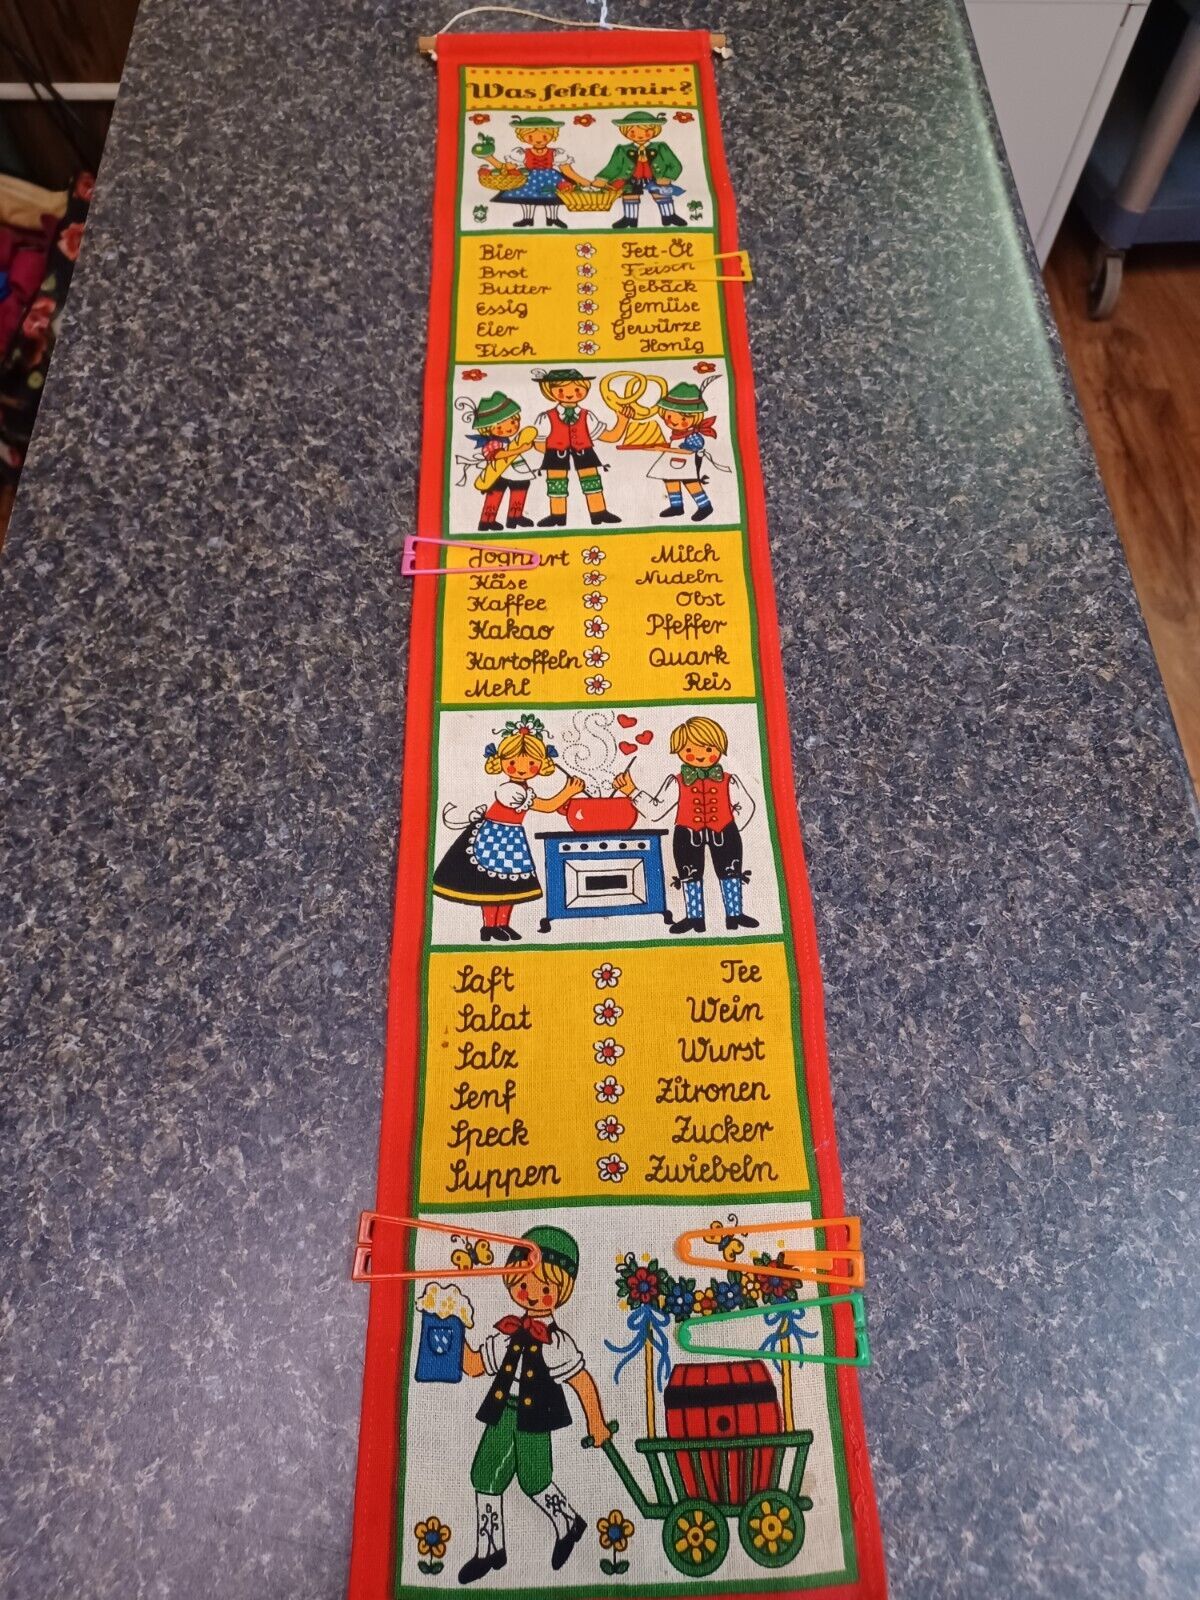 Was fehlt mir?
Bier Fett-Öl
Brot Fleisch
Butter Gebäck
Essig Gemüse
Eier Gewürze
Fisch Honig
Joghurt Milch
Käse Nudeln
Kaffee Obst
Kakao Pfeffer
Kartoffeln Quark
Mehl Reis
Saft Tee
Salat Wein
Salz Wurst
Senf Zitronen
Speck Zucker
Suppen Zwiebeln